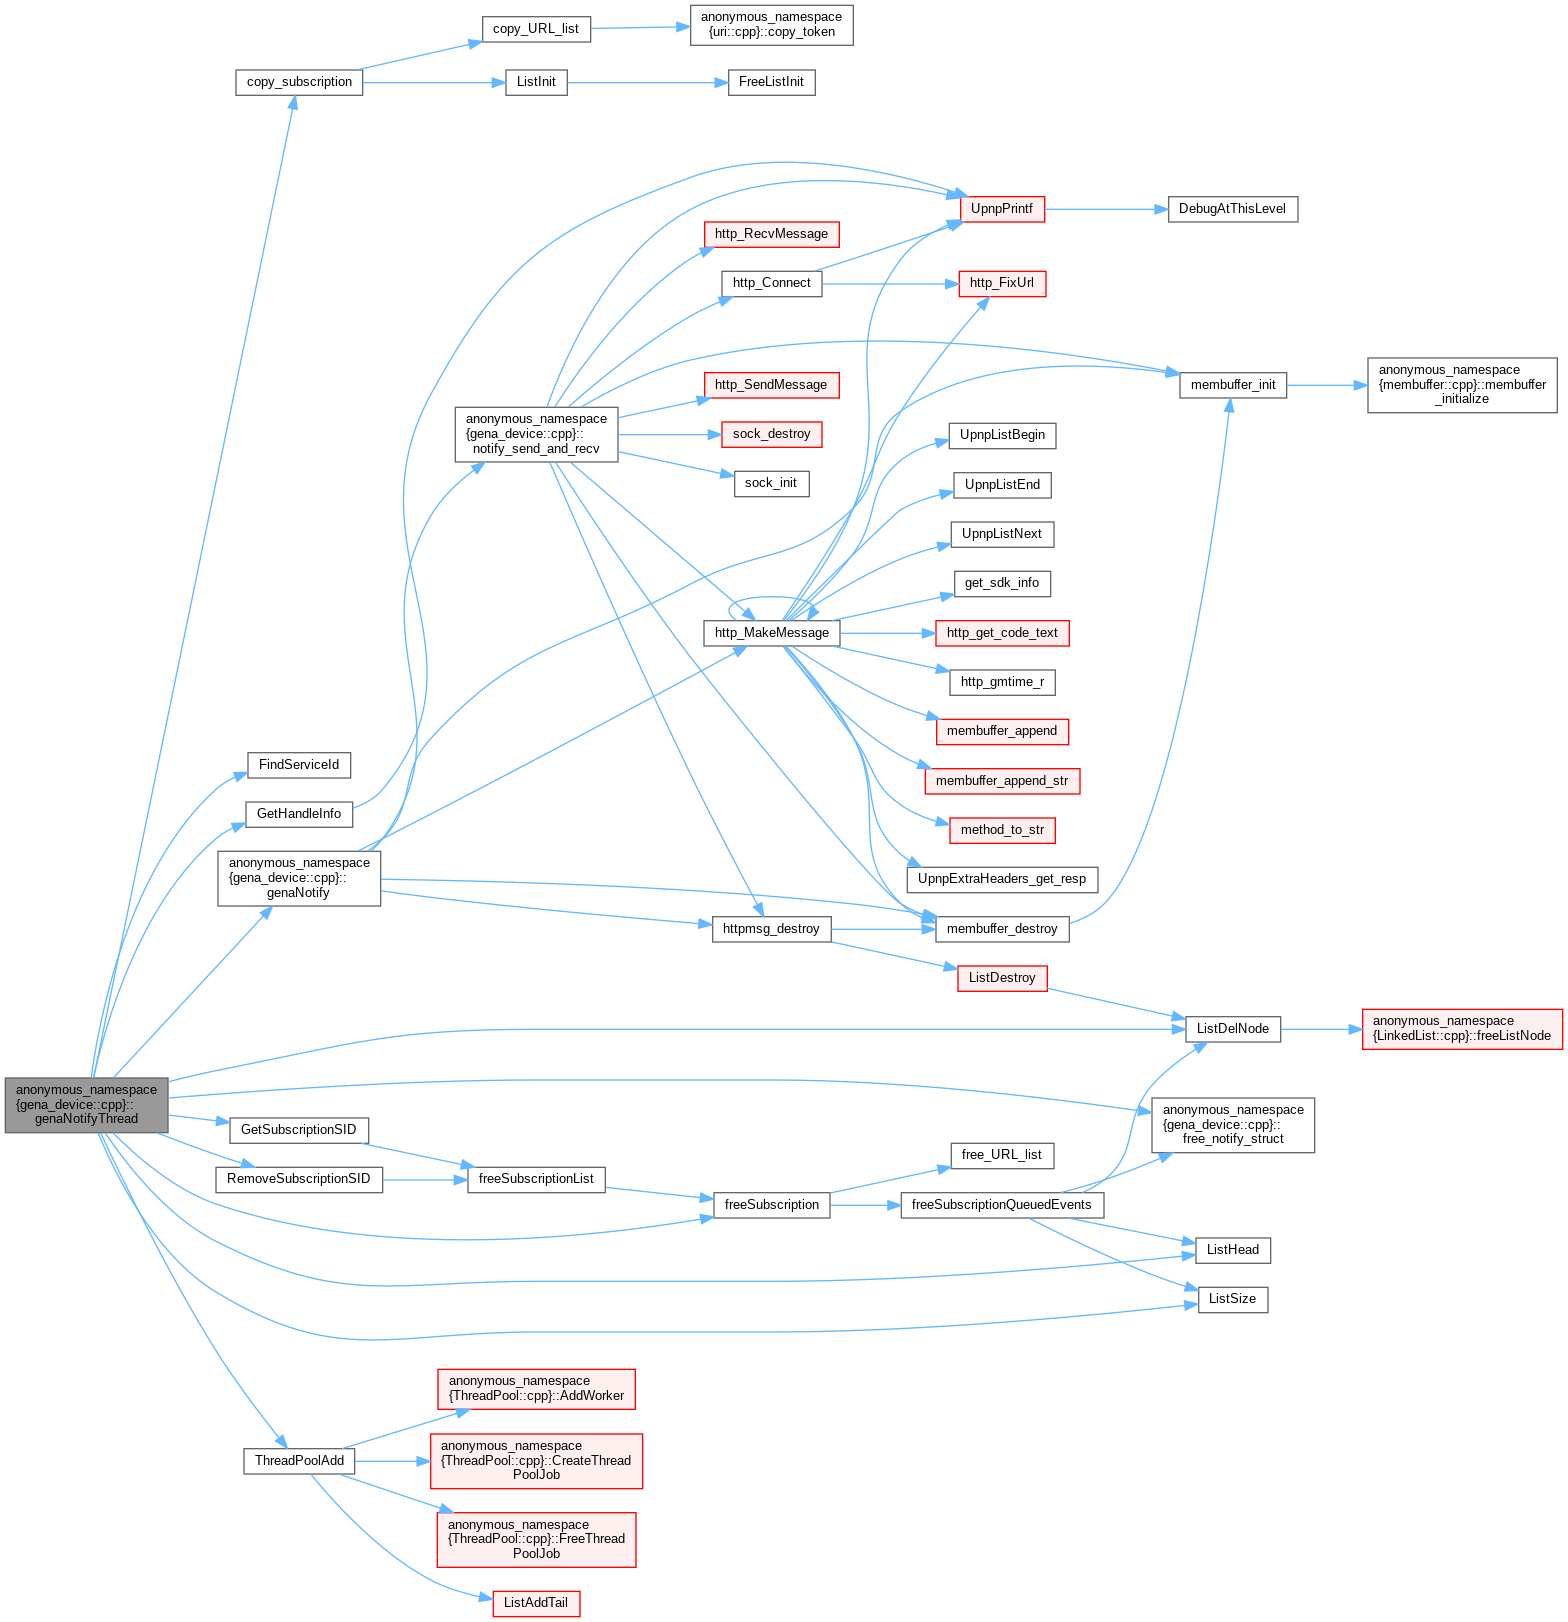 copy_URL_list
anonymous_namespace
{uri::cpp}::copy_token
copy_subscription
ListInit
FreeListInit
UpnpPrintf
DebugAtThisLevel
http_RecvMessage
http_Connect
http_FixUrl
http_SendMessage
membuffer_init
anonymous_namespace
{membuffer::cpp}::membuffer
_initialize
anonymous_namespace
{gena_device::cpp}::
notify_send_and_recv
sock_destroy
UpnpListBegin
sock_init
UpnpListEnd
UpnpListNext
get_sdk_info
http_MakeMessage
http_get_code_text
http_gmtime_r
membuffer_append
FindServiceId
membuffer_append_str
GetHandleInfo
method_to_str
anonymous_namespace
{gena_device::cpp}::
genaNotify
UpnpExtraHeaders_get_resp
httpmsg_destroy
membuffer_destroy
ListDestroy
ListDelNode
anonymous_namespace
{LinkedList::cpp}::freeListNode
anonymous_namespace
{gena_device::cpp}::
genaNotifyThread
GetSubscriptionSID
anonymous_namespace
{gena_device::cpp}::
free_notify_struct
free_URL_list
RemoveSubscriptionSID
freeSubscriptionList
freeSubscription
freeSubscriptionQueuedEvents
ListHead
ListSize
anonymous_namespace
{ThreadPool::cpp}::AddWorker
ThreadPoolAdd
anonymous_namespace
{ThreadPool::cpp}::CreateThread
PoolJob
anonymous_namespace
{ThreadPool::cpp}::FreeThread
PoolJob
ListAddTail